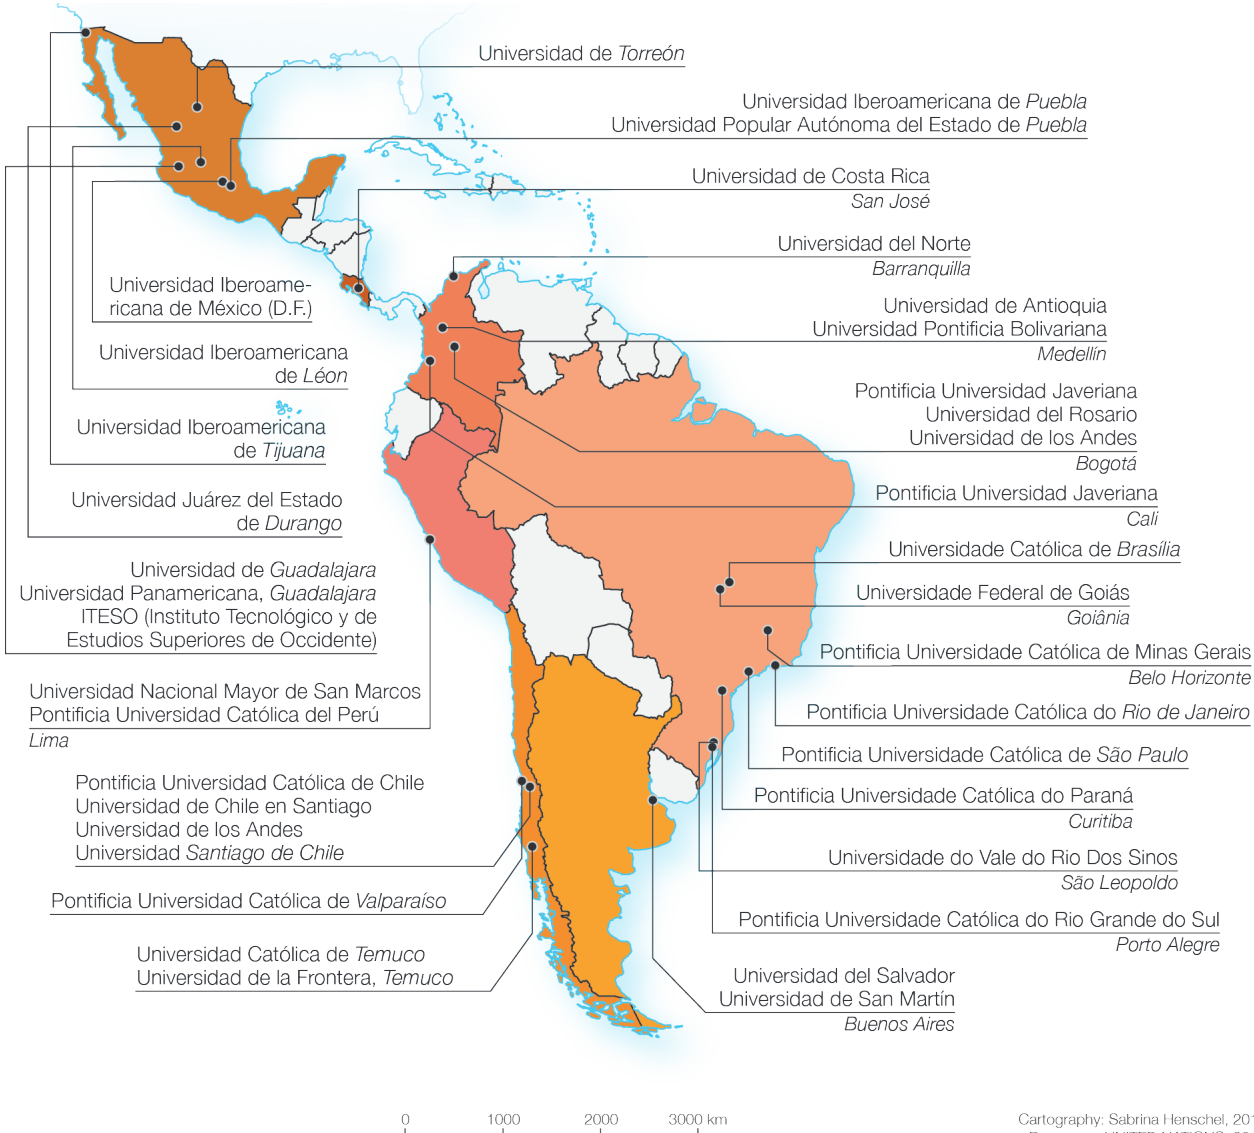 Universidad de Torreón
Universidad Iberoamericana de Puebla
Universidad Popular Autónoma del Estado de Puebla
Universidad de Costa Rica
San José
Universidad del Norte
Barranquilla
Universidad de Antioquia
Universidad Pontificia Bolivariana
Medellín
Pontificia Universidad Javeriana
Universidad del Rosario
Universidad de los Andes
Bogotá
Pontificia Universidad Javeriana
Cali
Universidade Católica de Brasília
Universidade Federal de Goiás
Goiânia
Pontificia Universidade Católica de Minas Gerais
Belo Horizonte
Pontificia Universidade Católica do Rio de Janeiro
Pontificia Universidade Católica de São Paulo
Pontificia Universidade Católica do Paraná
Curitiba
Universidade do Vale do Rio Dos Sinos
São Leopoldo
Pontificia Universidade Católica do Rio Grande do Sul
Porto Alegre
Universidad del Salvador
Universidad de San Martín
Buenos Aires
Universidad Iberoame-
ricana de México (D.F.)
Universidad Iberoamericana
de Léon
Universidad Iberoamericana
de Tijuana
Universidad Juárez del Estado
de Durango
Universidad de Guadalajara
Universidad Panamericana, Guadalajara
ITESO (Instituto Tecnológico y de
Estudios Superiores de Occidente)
Universidad Nacional Mayor de San Marcos
Pontificia Universidad Católica del Perú
Lima
Pontificia Universidad Católica de Chile
Universidad de Chile en Santiago
Universidad de los Andes
Universidad Santiago de Chile
Pontificia Universidad Católica de Valparaíso
Universidad Católica de Temuco
Universidad de la Frontera, Temuco
0 1000 2000 3000 km
Cartography: Sabrina Henschel,